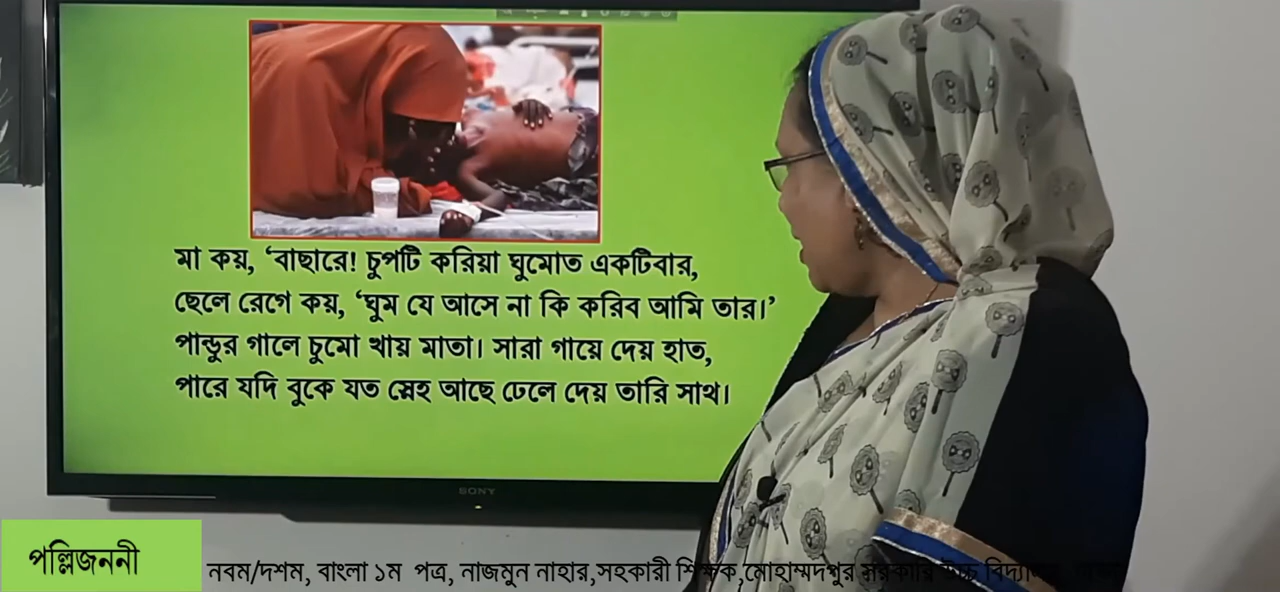 মা কয়, ‘বাছারে! চুপটি করিয়া ঘুমোত একটিবার,
ছেলে রেগে কয়, ‘ঘুম যে আসে না কি করিব আমি তার।’
পান্ডুর গালে চুমো খায় মাতা। সারা গায়ে দেয় হাত,
পারে যদি বুকে যত স্নেহ আছে ঢেলে দেয় তারি সাথ।
SONY
পল্লিজননী
নবম/দশম, বাংলা ১ম পত্র, নাজমুন নাহার,সহকারী শিক্ষক,মোহাম্মদপুর সরকারি উচ্চ বিদ্যালয়